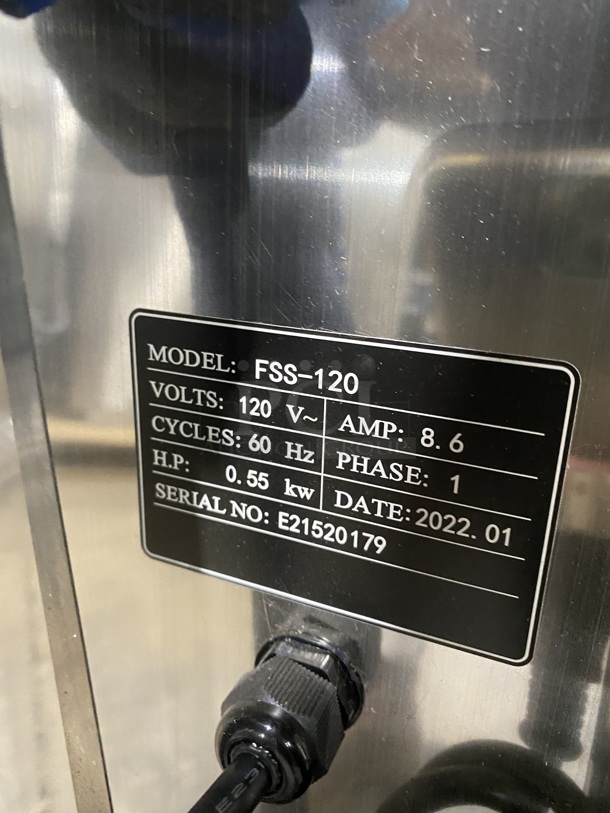 MODEL: FSS-120
VOLTS: 120 V~ AMP: 8.6
CYCLES: 60 Hz PHASE: 1
H.P: 0.55 kw DATE: 2022.01
SERIAL NO: E21520179